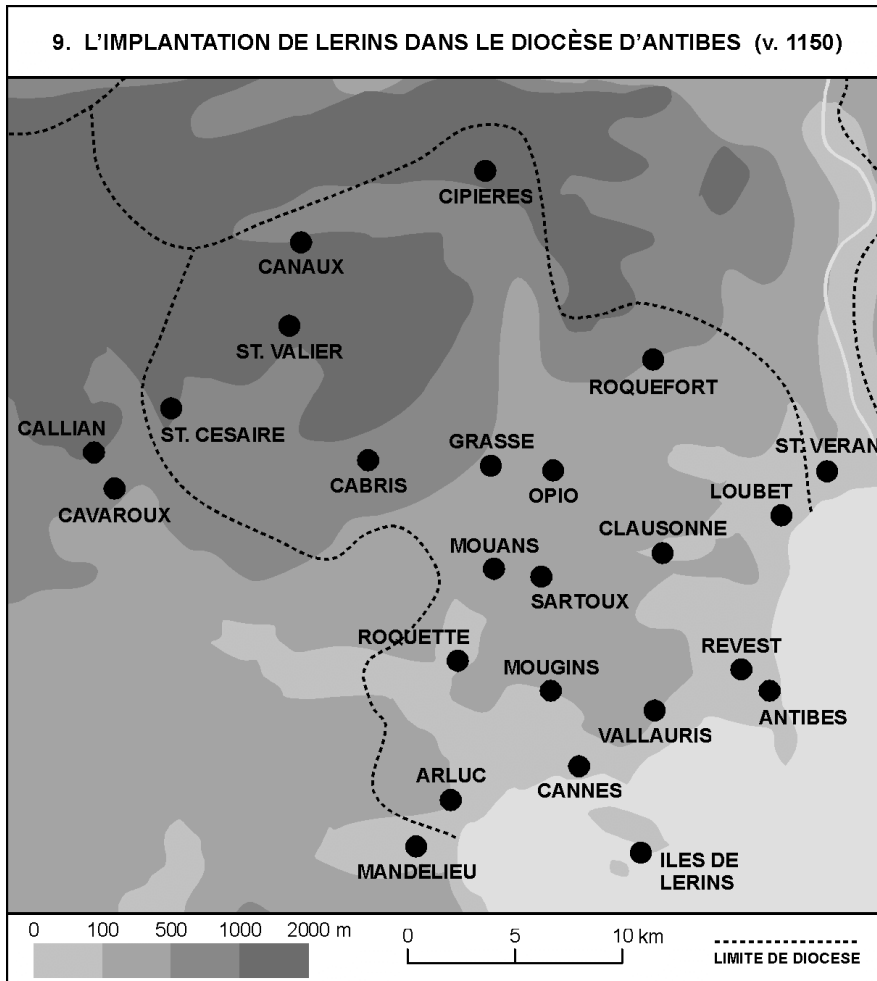 9. L'IMPLANTATION DE LERINS DANS LE DIOCÈSE D'ANTIBES (v. 1150)
CIPIERES
CANAUX
ST. VALIER
ROQUEFORT
CALLIAN
ST. CESAIRE
GRASSE
ST. VERAN
CABRIS
OPIO
LOUBET
CAVAROUX
CLAUSONNE
MOUANS
SARTOUX
ROQUETTE
REVEST
MOUGINS
ANTIBES
VALLAURIS
ARLUC
CANNES
MANDELIEU
ILES DE
LERINS
0 100 500 1000 2000 m
0 5 10 km
LIMITE DE DIOCESE